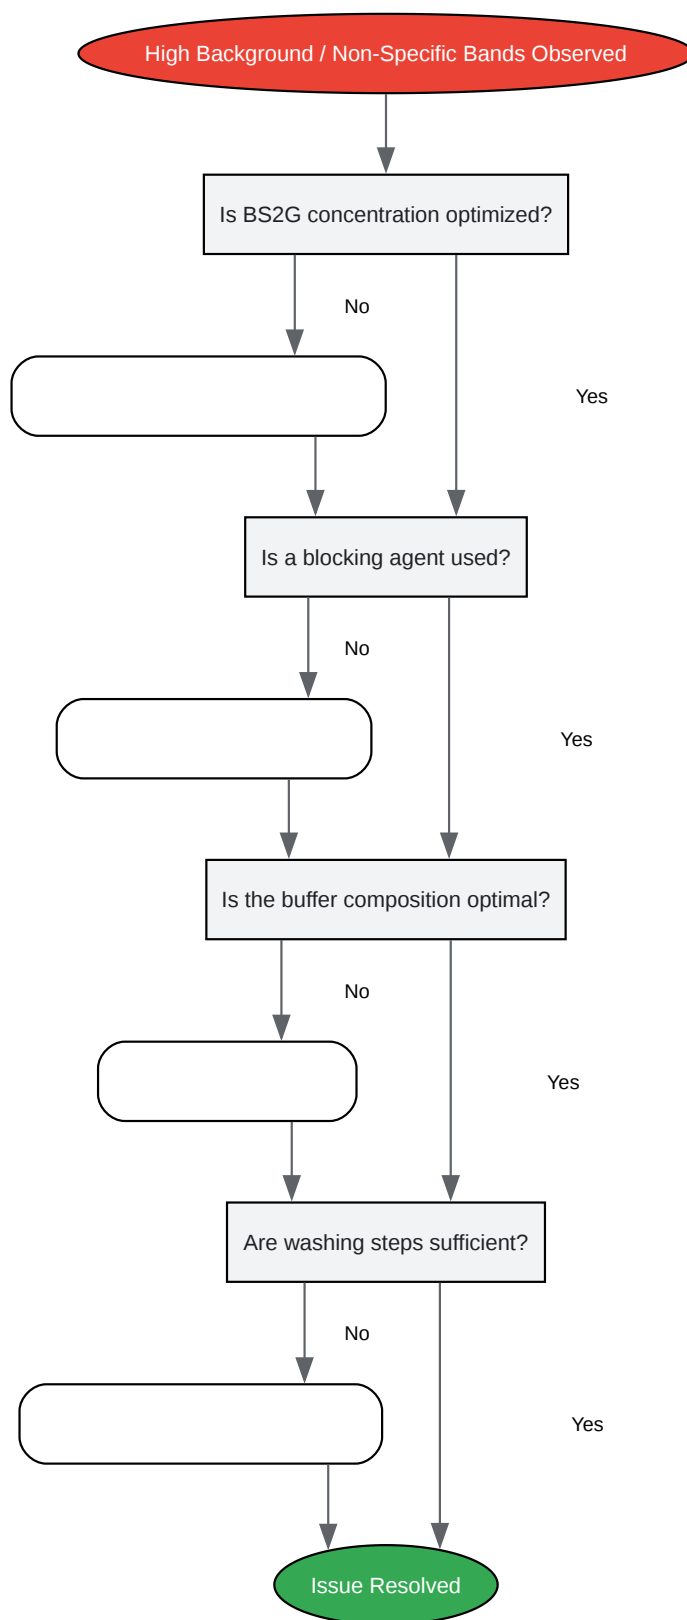 High Background / Non-Specific Bands Observed
Is BS2G concentration optimized?
No
Yes
Is a blocking agent used?
No
Yes
Is the buffer composition optimal?
No
Yes
Are washing steps sufficient?
No
Yes
Issue Resolved